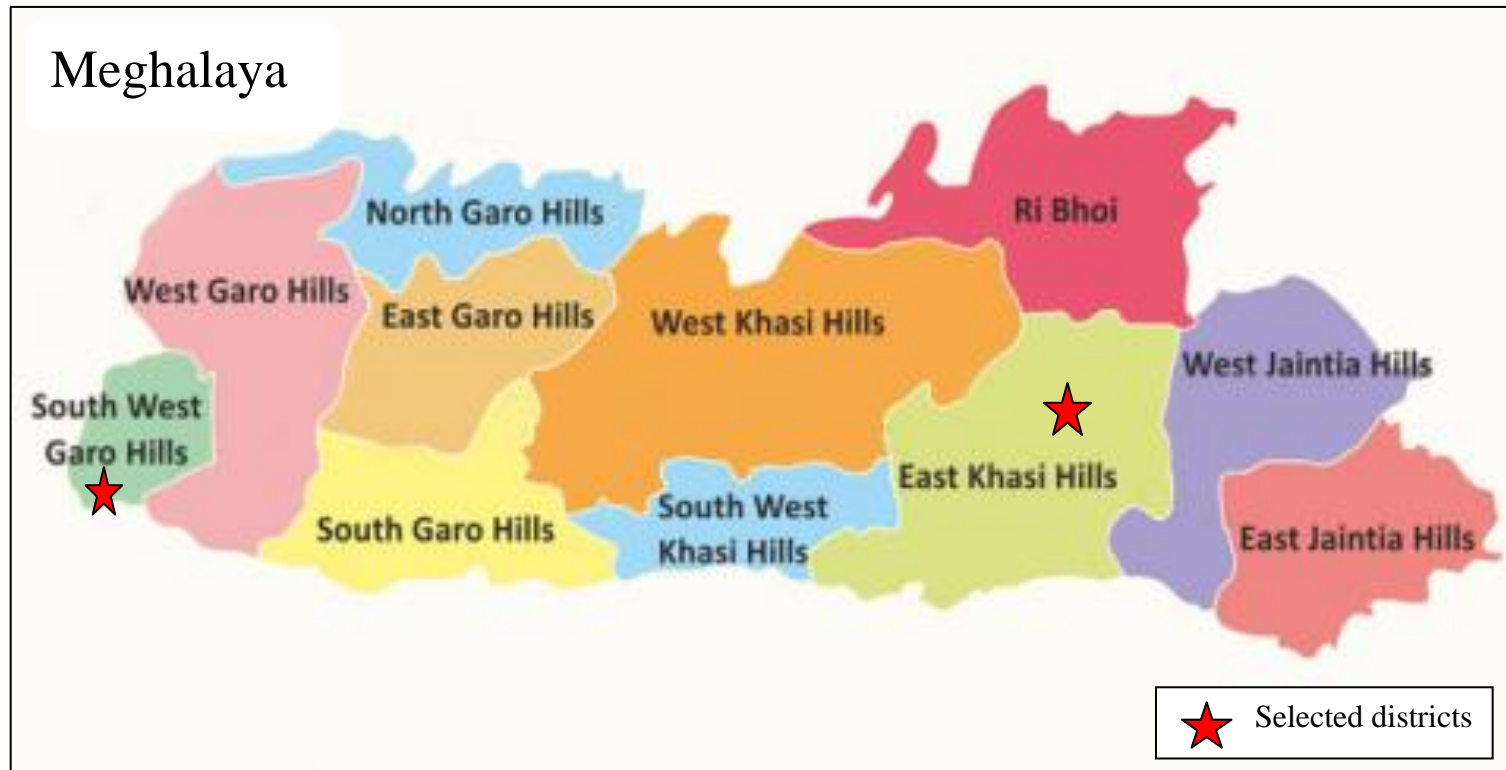 Meghalaya
North Garo Hills
Ri Bhoi
West Garo Hills
East Garo Hills
West Khasi Hills
West Jaintia Hills
South West
Garo Hills
East Khasi Hills
South West
Khasi Hills
South Garo Hills
East Jaintia Hills
Selected districts